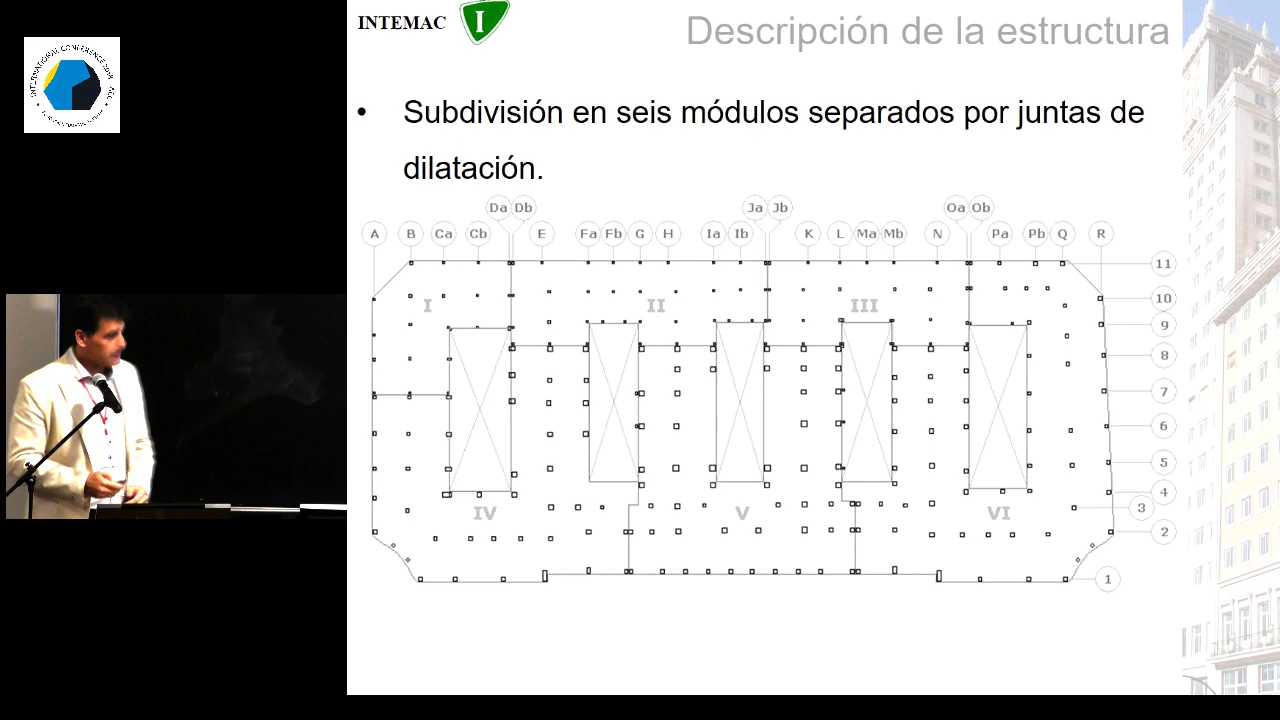 INTEMAC
I
Descripción de la estructura
• Subdivisión en seis módulos separados por juntas de
dilatación.
Da Db Ja Jb Oa Ob
A B Ca Cb E Fa Fb G H Ia Ib K L Ma Mb N Pa Pb Q R
11
I II III
10
9
8
7
6
5
4
3
IV V VI
2
1
INTERNATIONAL CONFERENCE